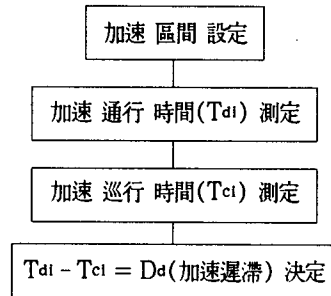 加速 區間 設定
加速 通行 時間(Tdi) 測定
加速 巡行 時間(Tci) 測定
Tdi - Tci = Dd(加速遲滯) 決定